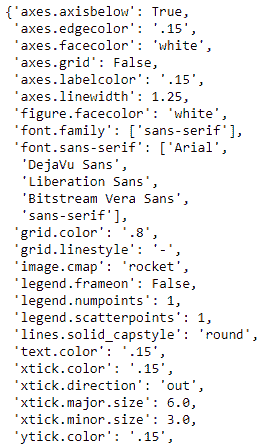 {'axes.axisbelow': True,
'axes.edgecolor': '.15',
'axes.facecolor': 'white',
'axes.grid': False,
'axes.labelcolor': '.15',
'axes.linewidth': 1.25,
'figure.facecolor': 'white',
'font.family': ['sans-serif'],
'font.sans-serif': ['Arial',
'DejaVu Sans',
'Liberation Sans',
'Bitstream Vera Sans',
'sans-serif'],
'grid.color': '.8',
'grid.linestyle': '-',
'image.cmap': 'rocket',
'legend.frameon': False,
'legend.numpoints': 1,
'legend.scatterpoints': 1,
'lines.solid_capstyle': 'round',
'text.color': '.15',
'xtick.color': '.15',
'xtick.direction': 'out',
'xtick.major.size': 6.0,
'xtick.minor.size': 3.0,
'ytick.color': '.15',